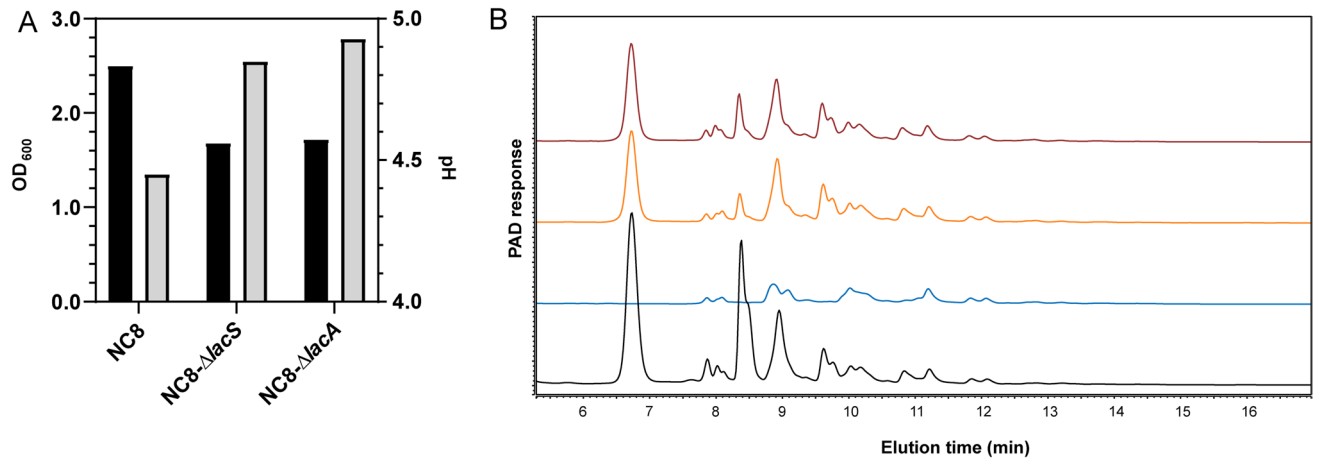 A
3.0
2.0
1.0
0.0
OD600
5.0
4.5
4.0
pH
NC8
NC8-ΔlacS
NC8-ΔlacA
B
PAD response
6 7 8 9 10 11 12 13 14 15 16
Elution time (min)